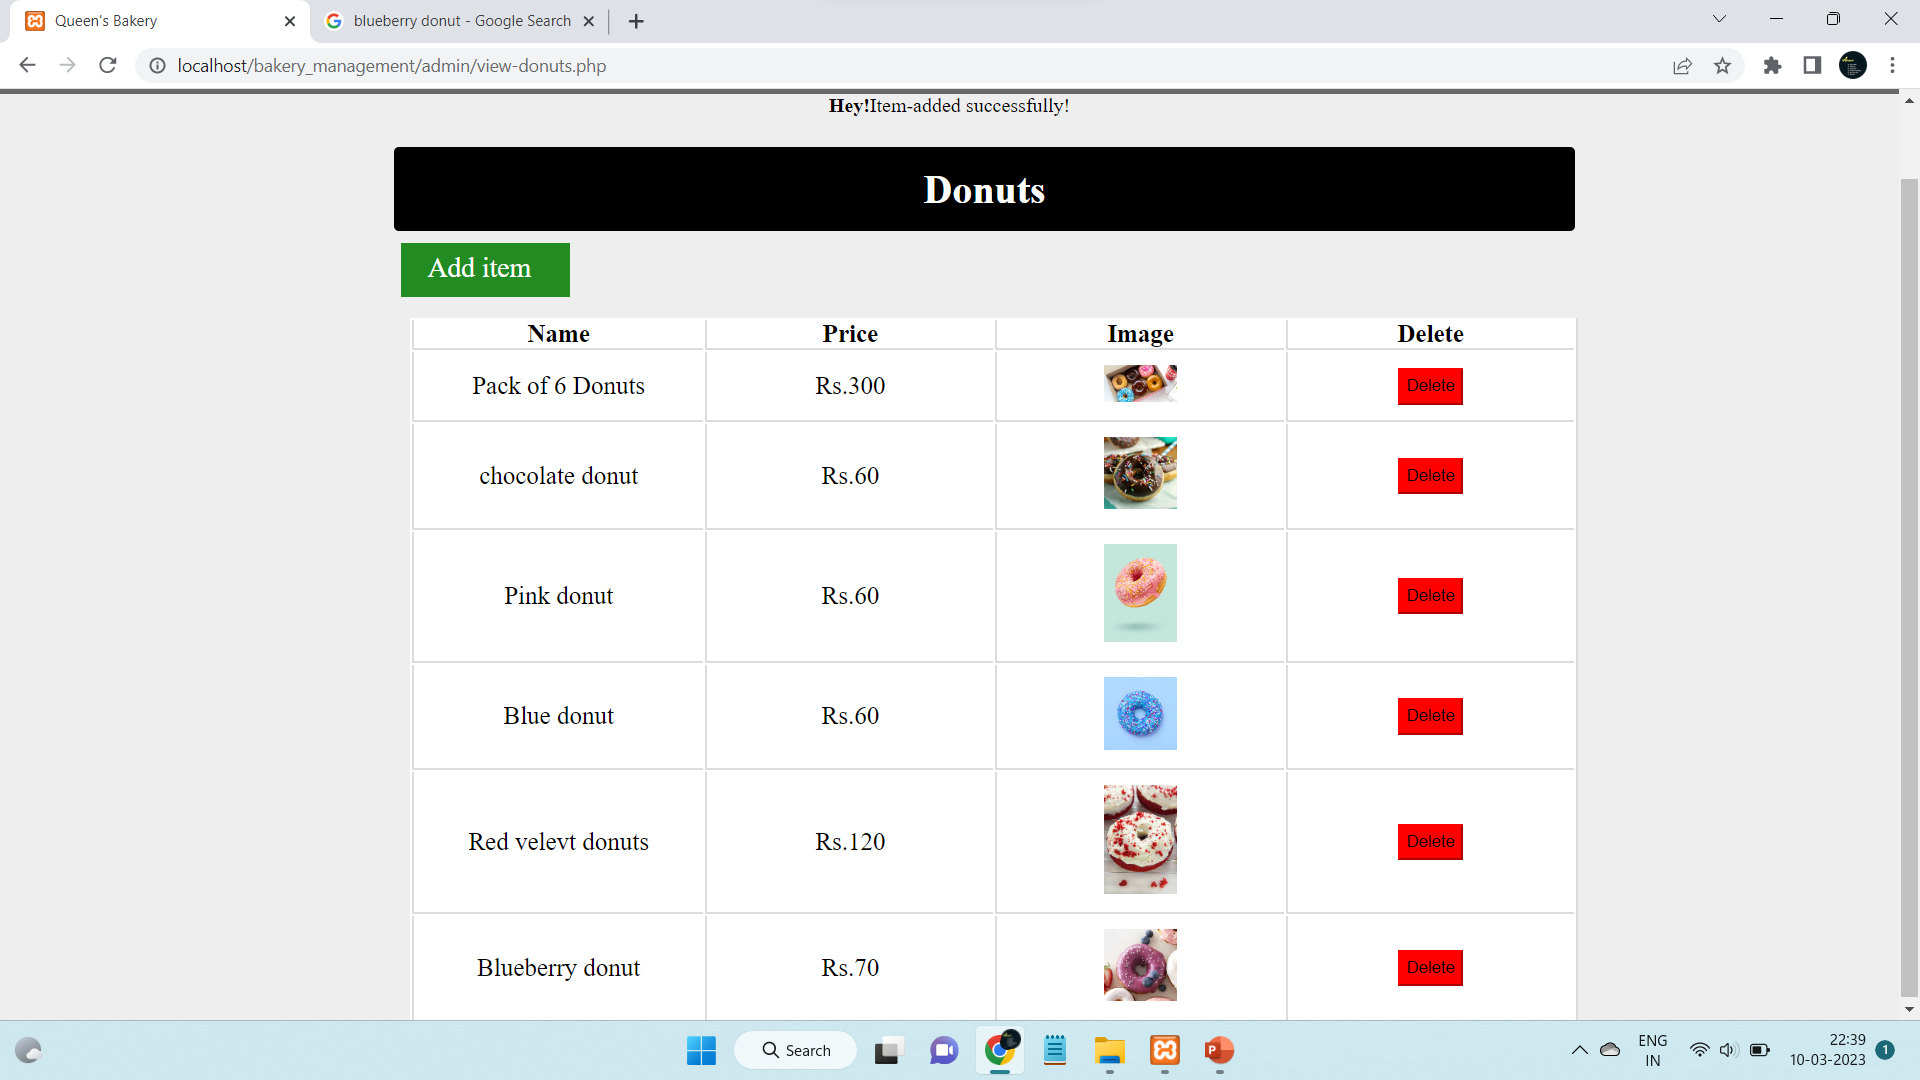 Queen's Bakery
blueberry donut - Google Search
localhost/bakery_management/admin/view-donuts.php
Hey!Item-added successfully!
Donuts
Add item
Name Price Image Delete
Pack of 6 Donuts Rs.300 Delete
chocolate donut Rs.60 Delete
Pink donut Rs.60 Delete
Blue donut Rs.60 Delete
Red velevt donuts Rs.120 Delete
Blueberry donut Rs.70 Delete
Search
P
ENG
IN
22:39
10-03-2023
1